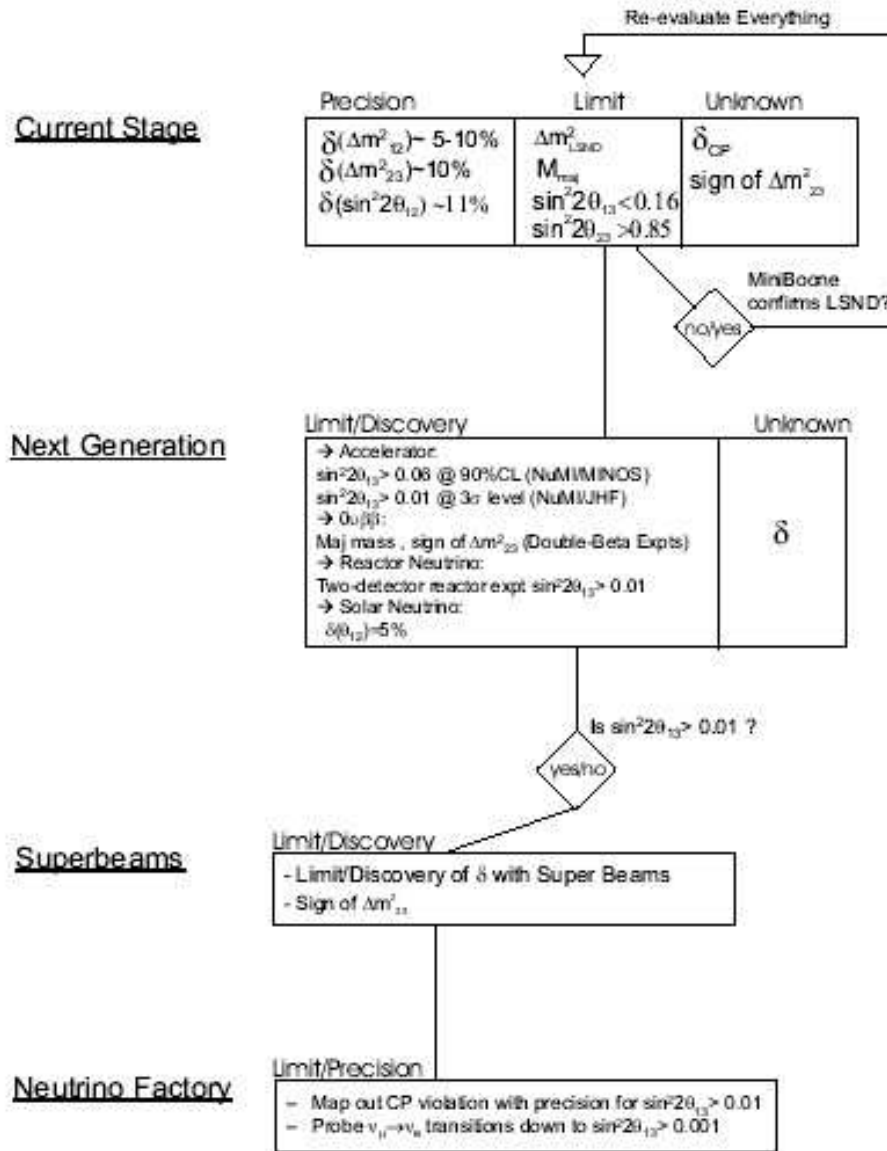 Re-evaluate Everything
Current Stage
Precision Limit Unknown
δ(Δm²₁₂)~ 5-10%
δ(Δm²₂₃)~10%
δ(sin²2θ₁₂) ~11%
Δm²LSND
Mmaj
sin²2θ₁₃<0.16
sin²2θ₂₃>0.85
δCP
sign of Δm²₂₃
MiniBoone
confirms LSND?
no/yes
Next Generation
Limit/Discovery Unknown
→ Accelerator:
sin²2θ₁₃> 0.06 @ 90%CL (NuMI/MINOS)
sin²2θ₁₃> 0.01 @ 3σ level (NuMI/JHF)
→ 0υββ:
Maj mass , sign of Δm²₂₃ (Double-Beta Expts)
→ Reactor Neutrino:
Two-detector reactor expt sin²2θ₁₃> 0.01
→ Solar Neutrino:
δ(θ₁₂)=5%
δ
Is sin²2θ₁₃> 0.01 ?
yes/no
Superbeams
Limit/Discovery
- Limit/Discovery of δ with Super Beams
- Sign of Δm²₂₃
Neutrino Factory
Limit/Precision
– Map out CP violation with precision for sin²2θ₁₃> 0.01
– Probe νμ→νe transitions down to sin²2θ₁₃> 0.001